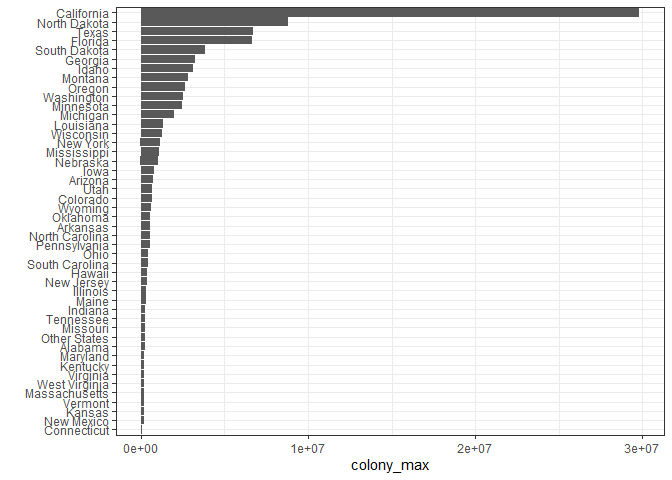 California
North Dakota
Texas
Florida
South Dakota
Georgia
Idaho
Montana
Oregon
Washington
Minnesota
Michigan
Louisiana
Wisconsin
New York
Mississippi
Nebraska
Iowa
Arizona
Utah
Colorado
Wyoming
Oklahoma
Arkansas
North Carolina
Pennsylvania
Ohio
South Carolina
Hawaii
New Jersey
Illinois
Maine
Indiana
Tennessee
Missouri
Other States
Alabama
Maryland
Kentucky
Virginia
West Virginia
Massachusetts
Vermont
Kansas
New Mexico
Connecticut
0e+00 1e+07 2e+07 3e+07
colony_max